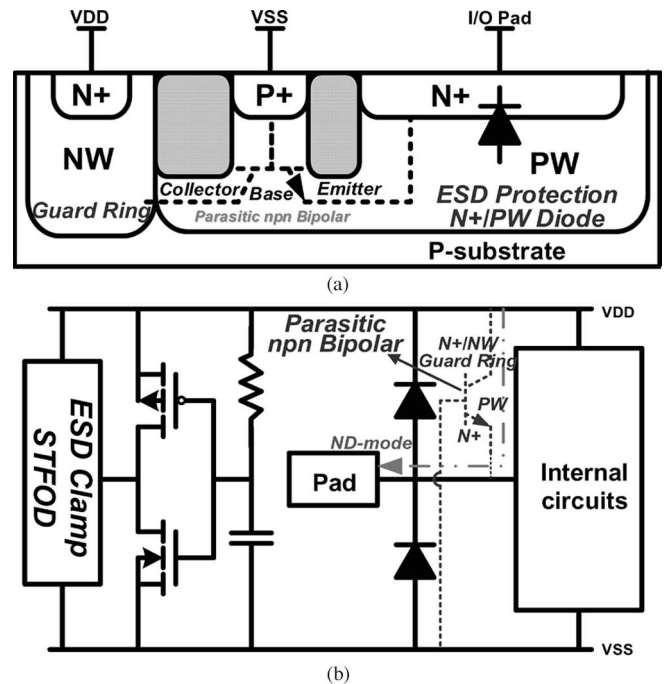 VDD
VSS
I/O Pad
N+
P+
N+
NW
PW
Collector
Base
Emitter
ESD Protection
Guard Ring
Parasitic npn Bipolar
N+/PW Diode
P-substrate
(a)
VDD
Parasitic
npn Bipolar
N+/NW
Guard Ring
PW
N+
ND-mode
ESD Clamp
STFOD
Pad
Internal
circuits
VSS
(b)